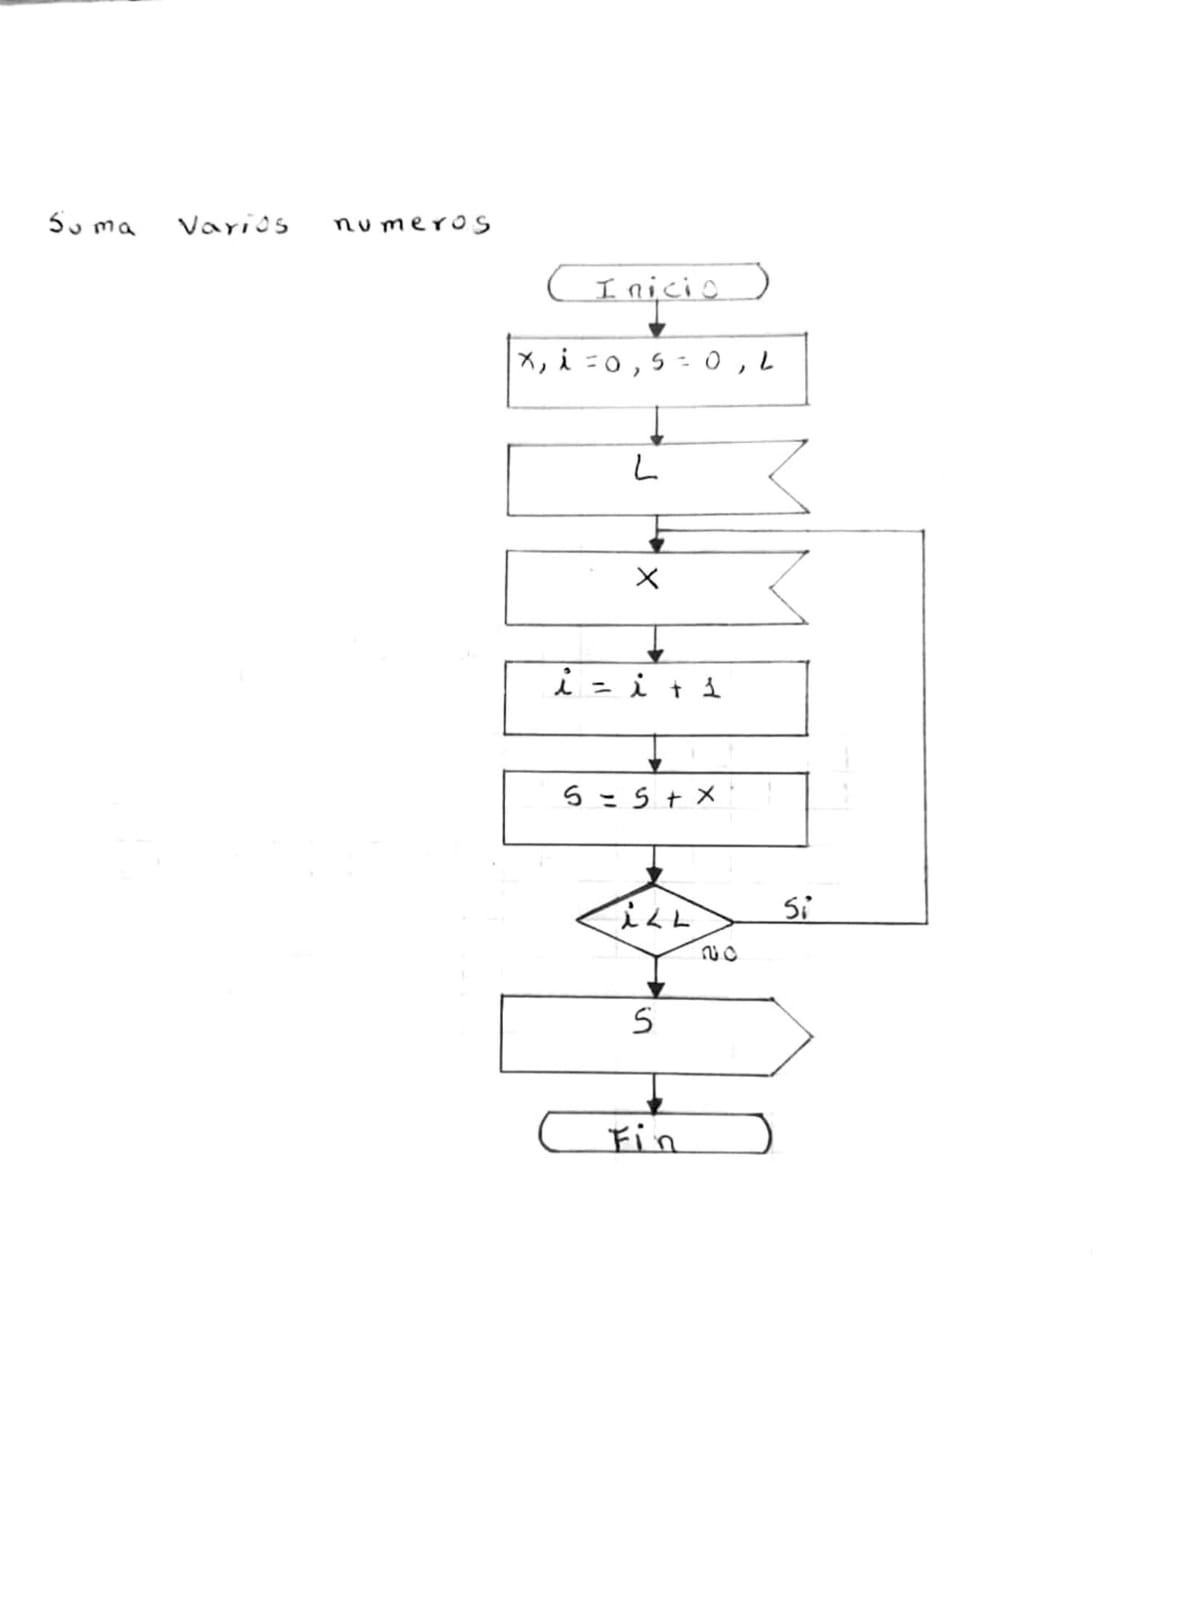 Suma Varios numeros
Inicio
x, i = 0, s = 0, L
L
X
i = i + 1
S = S + X
i < L
Si
NO
S
Fin